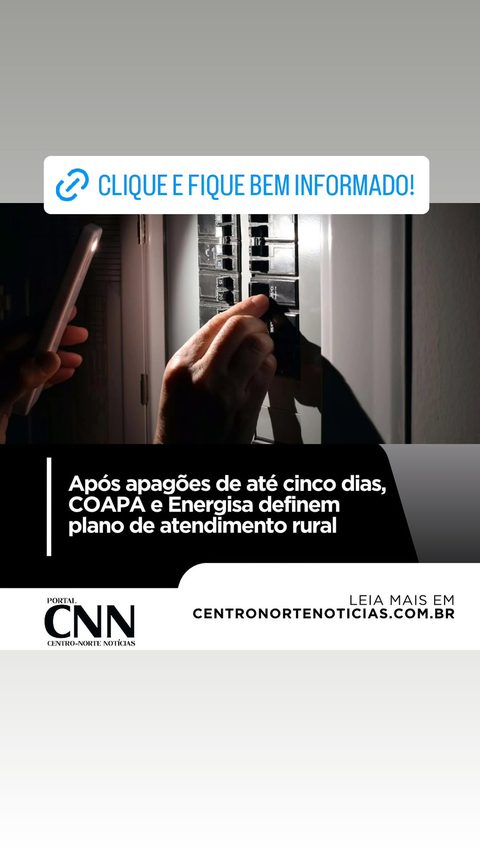 CLIQUE E FIQUE BEM INFORMADO!
Após apagões de até cinco dias,
COAPA e Energisa definem
plano de atendimento rural
PORTAL
CNN
CENTRO-NORTE NOTÍCIAS
LEIA MAIS EM
CENTRONORTENOTICIAS.COM.BR